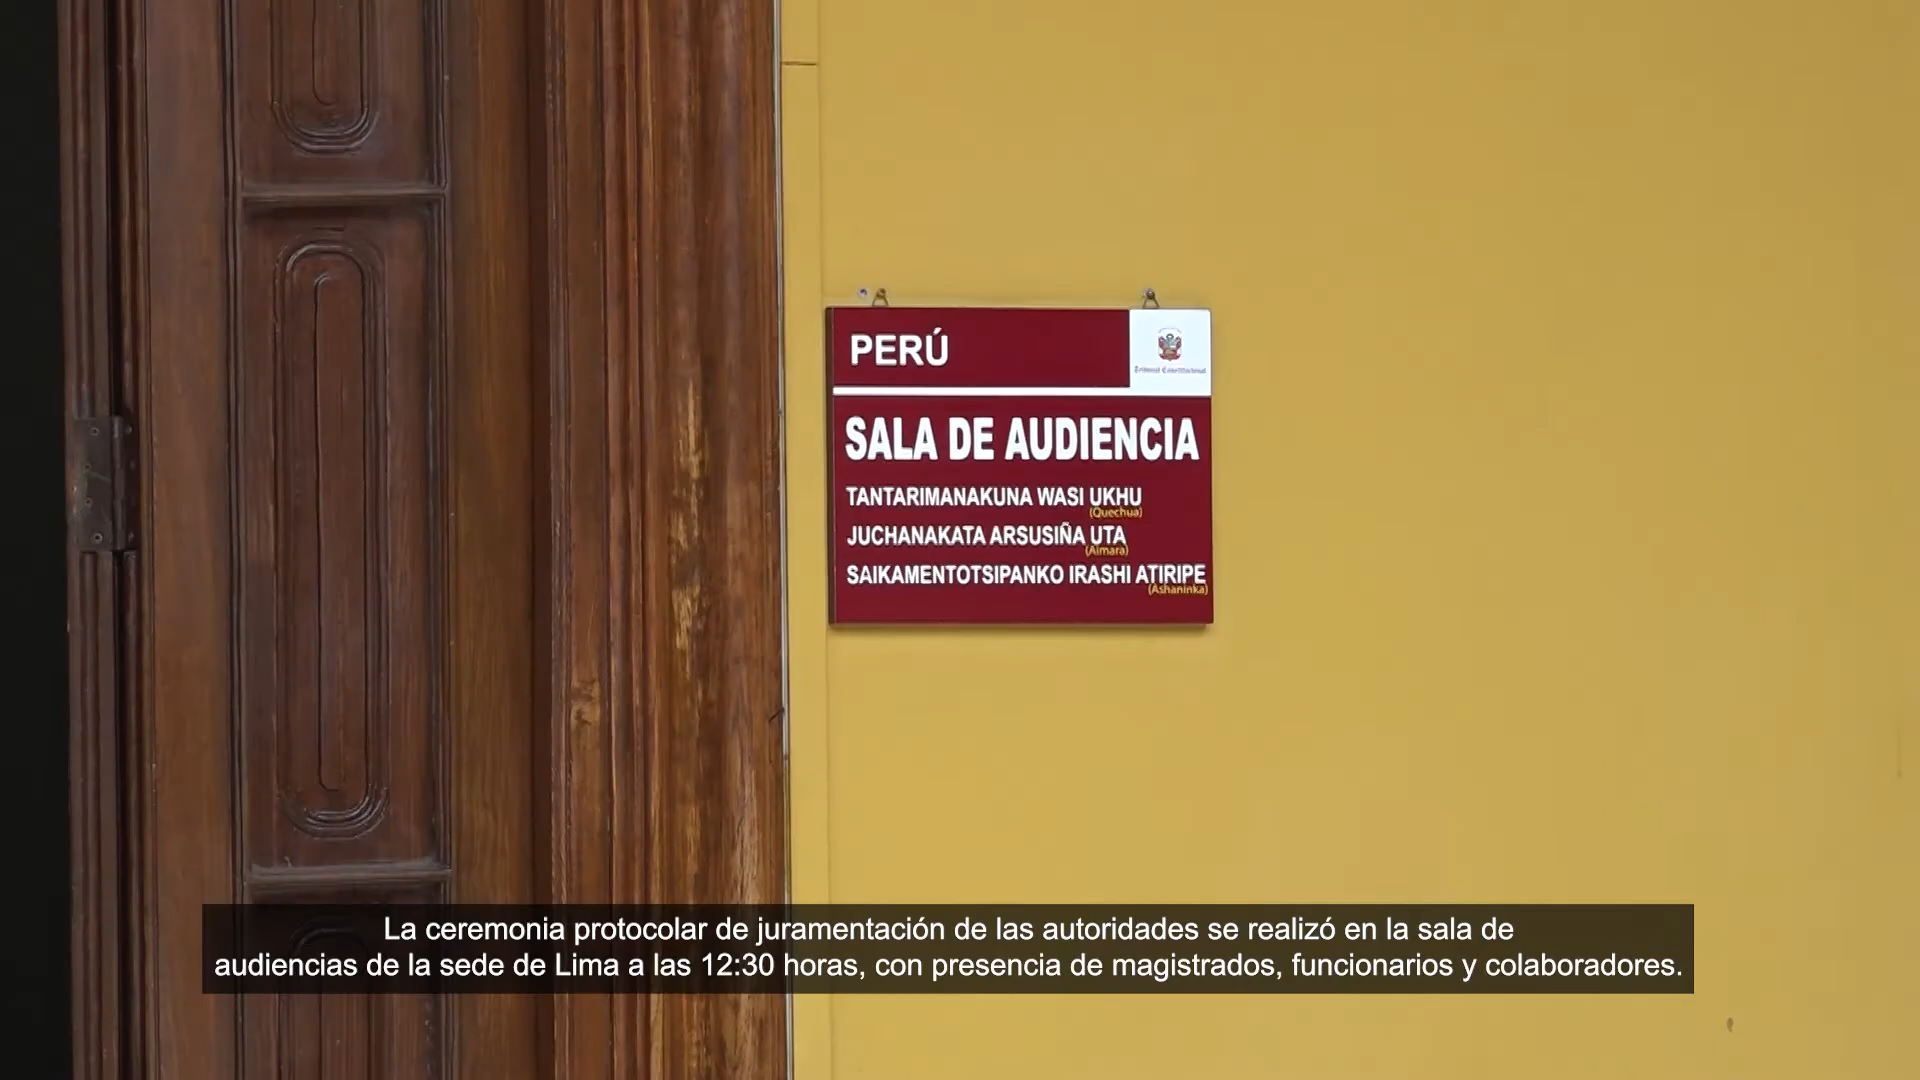 PERÚ
Tribunal Constitucional
SALA DE AUDIENCIA
TANTARIMANAKUNA WASI UKHU
(Quechua)
JUCHANAKATA ARSUSIÑA UTA
(Aimara)
SAIKAMENTOTSIPANKO IRASHI ATIRIPE
(Ashaninka)
La ceremonia protocolar de juramentación de las autoridades se realizó en la sala de
audiencias de la sede de Lima a las 12:30 horas, con presencia de magistrados, funcionarios y colaboradores.